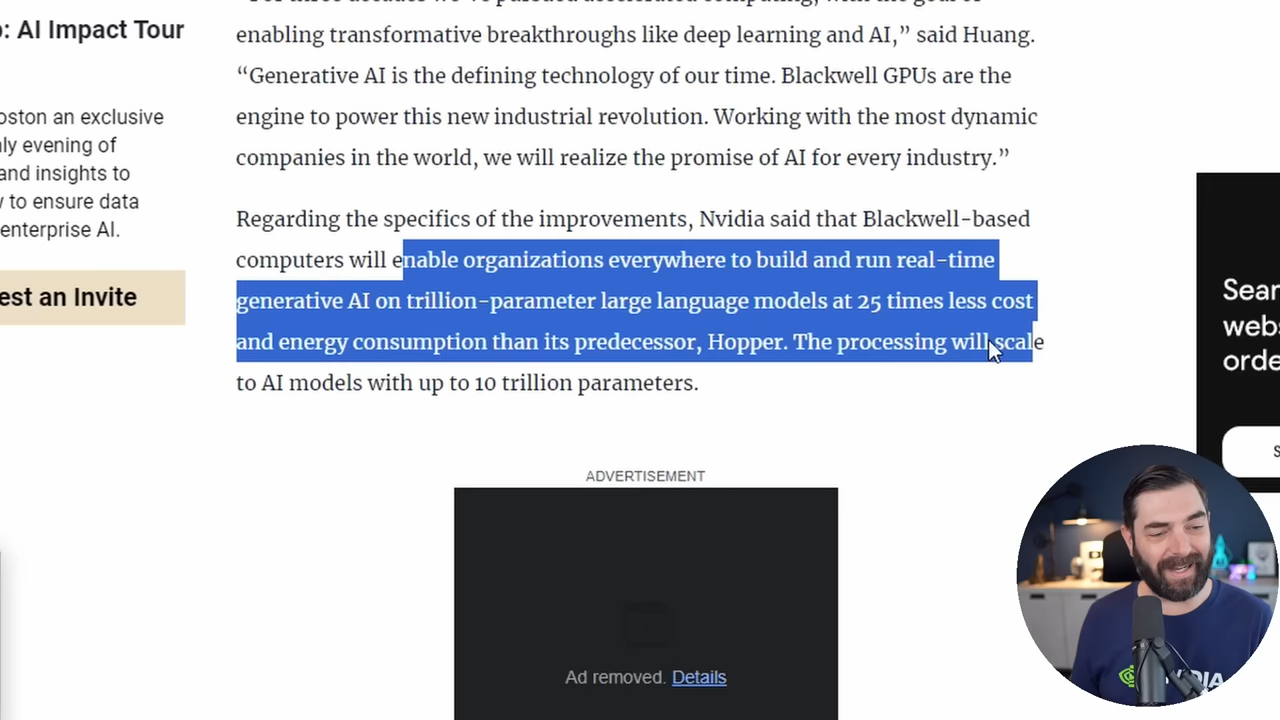 o: AI Impact Tour
oston an exclusive
nly evening of
and insights to
w to ensure data
enterprise AI.
est an Invite
enabling transformative breakthroughs like deep learning and AI,” said Huang.
“Generative AI is the defining technology of our time. Blackwell GPUs are the
engine to power this new industrial revolution. Working with the most dynamic
companies in the world, we will realize the promise of AI for every industry.”
Regarding the specifics of the improvements, Nvidia said that Blackwell-based
computers will enable organizations everywhere to build and run real-time
generative AI on trillion-parameter large language models at 25 times less cost
and energy consumption than its predecessor, Hopper. The processing will scale
to AI models with up to 10 trillion parameters.
ADVERTISEMENT
Ad removed. Details
Sear
webs
orde
S